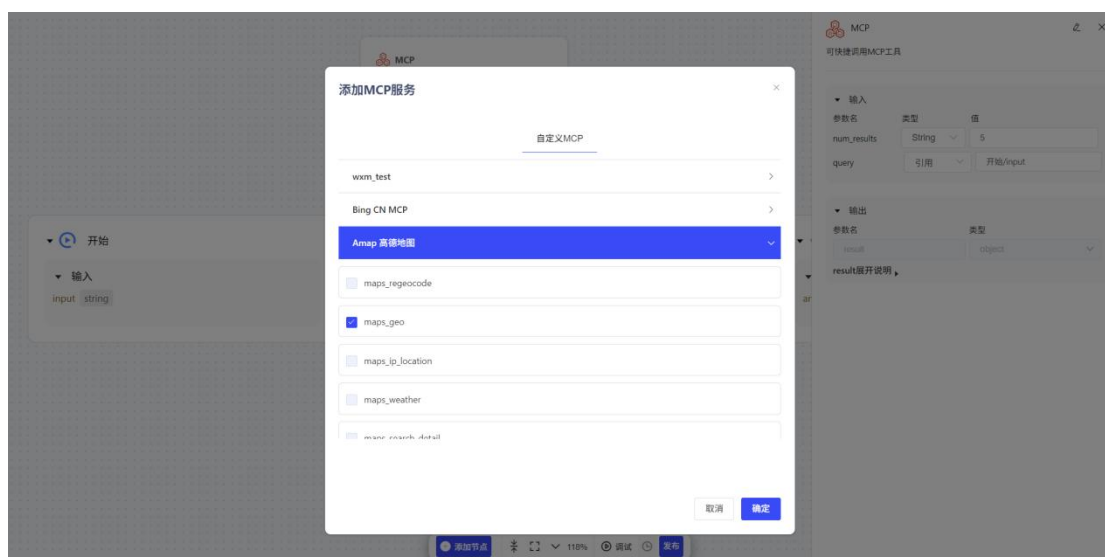 MCP
添加MCP服务
自定义MCP
wxm_test
Bing CN MCP
Amap 高德地图
maps_regeocode
maps_geo
maps_ip_location
maps_weather
maps_search_detail
取消 确定
开始
输入
input string
ar
添加节点 118% 调试 发布
MCP
可快捷调用MCP工具
输入
参数名 类型 值
num_results String 5
query 引用 开始/input
输出
参数名 类型
result object
result展开说明